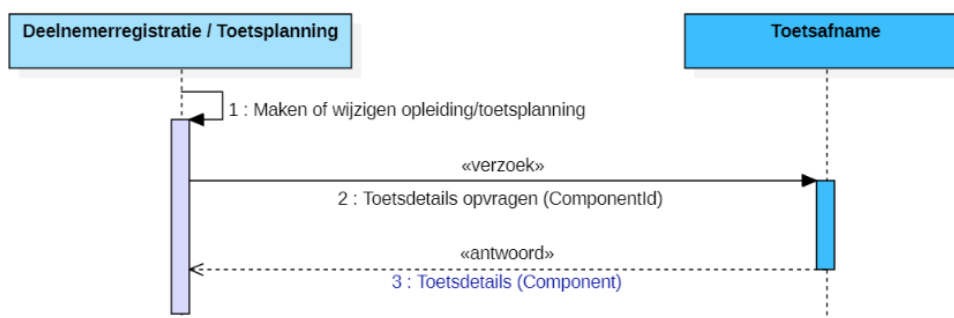 Deelnemerregistratie / Toetsplanning
Toetsafname
1 : Maken of wijzigen opleiding/toetsplanning
«verzoek»
2 : Toetsdetails opvragen (ComponentId)
«antwoord»
3 : Toetsdetails (Component)